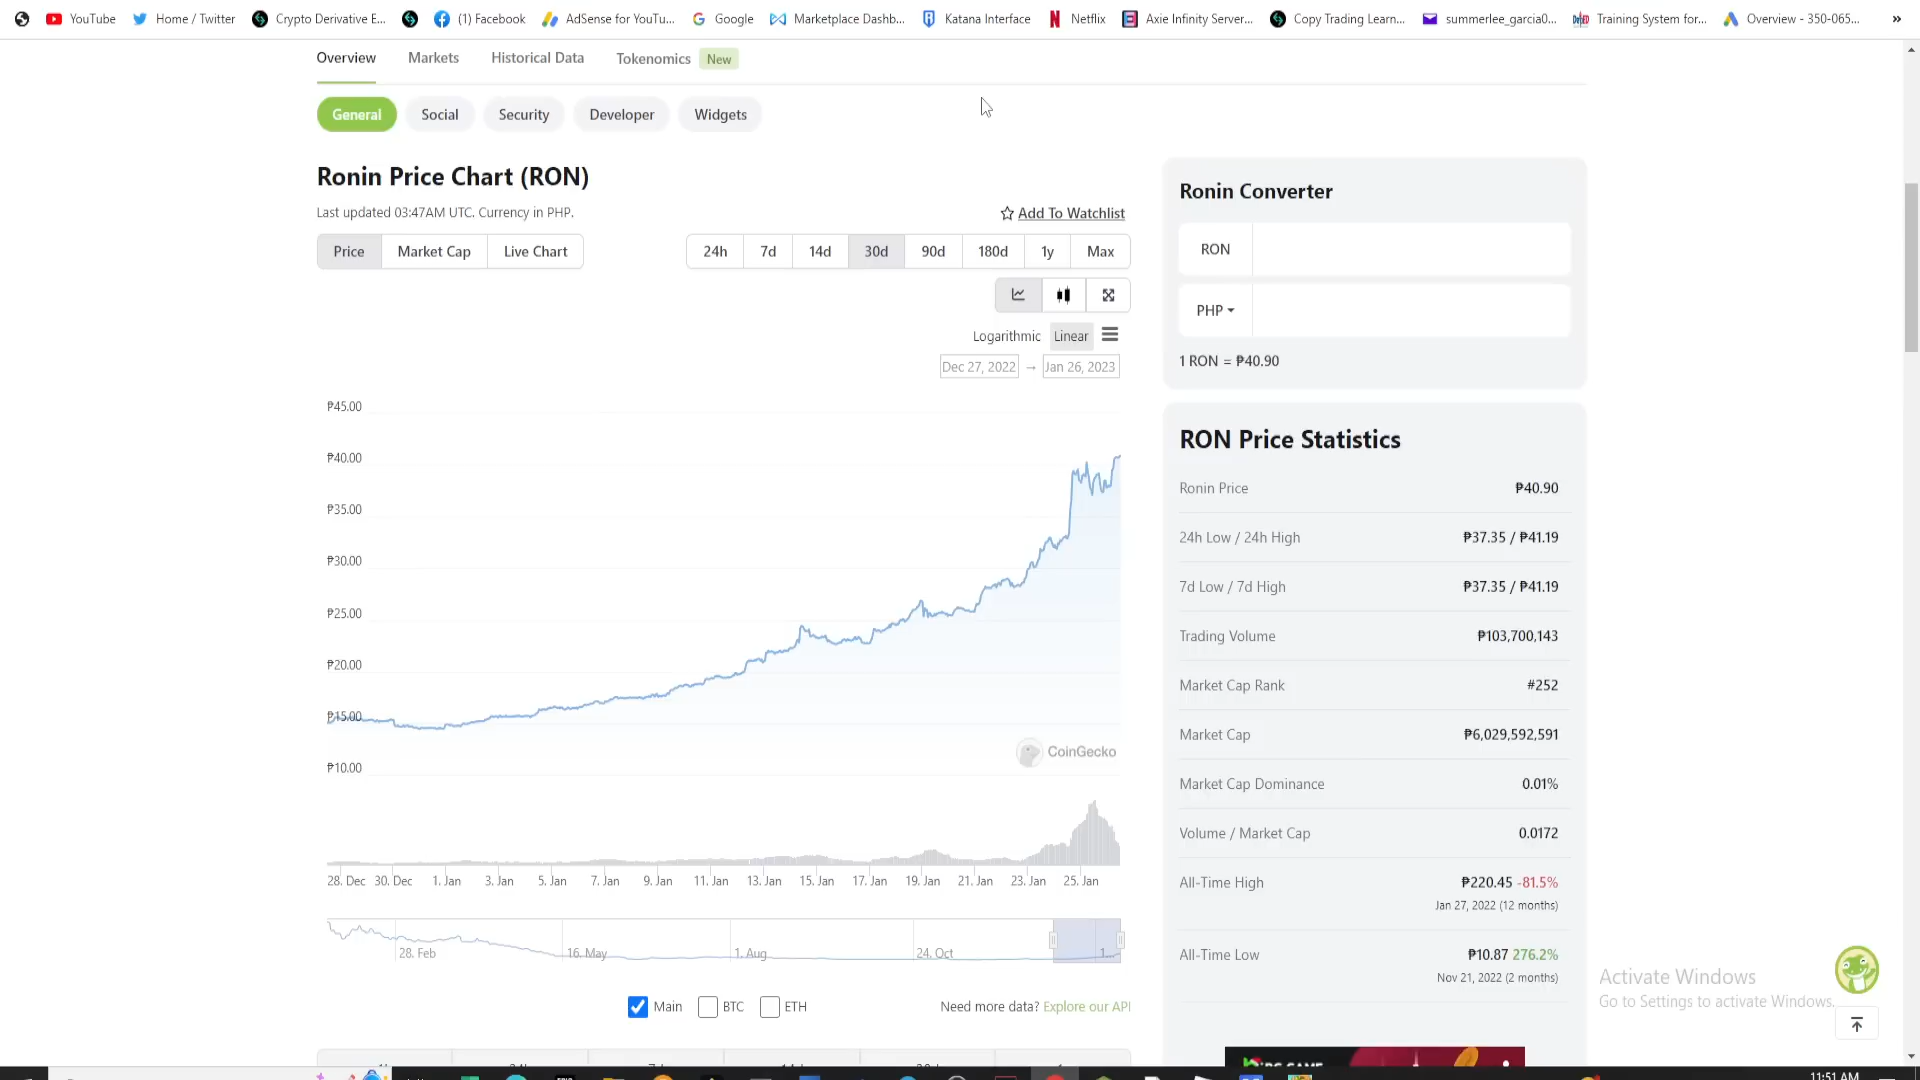 YouTube Home / Twitter Crypto Derivative E... (1) Facebook AdSense for YouTu... Google Marketplace Dashb... Katana Interface Netflix Axie Infinity Server... Copy Trading Learn... summerlee_garcia0... Training System for... Overview - 350-065... »
Overview Markets Historical Data Tokenomics New
General Social Security Developer Widgets
Ronin Price Chart (RON)
Last updated 03:47AM UTC. Currency in PHP.
Add To Watchlist
Price Market Cap Live Chart
24h 7d 14d 30d 90d 180d 1y Max
Logarithmic Linear
Dec 27, 2022 → Jan 26, 2023
₱45.00
₱40.00
₱35.00
₱30.00
₱25.00
₱20.00
₱15.00
₱10.00
CoinGecko
28. Dec 30. Dec 1. Jan 3. Jan 5. Jan 7. Jan 9. Jan 11. Jan 13. Jan 15. Jan 17. Jan 19. Jan 21. Jan 23. Jan 25. Jan
28. Feb 16. May 1. Aug 24. Oct 1...
Main BTC ETH
Need more data? Explore our API
Ronin Converter
RON
PHP
1 RON = ₱40.90
RON Price Statistics
Ronin Price ₱40.90
24h Low / 24h High ₱37.35 / ₱41.19
7d Low / 7d High ₱37.35 / ₱41.19
Trading Volume ₱103,700,143
Market Cap Rank #252
Market Cap ₱6,029,592,591
Market Cap Dominance 0.01%
Volume / Market Cap 0.0172
All-Time High ₱220.45 -81.5%
Jan 27, 2022 (12 months)
All-Time Low ₱10.87 276.2%
Nov 21, 2022 (2 months)
Activate Windows
Go to Settings to activate Windows.
11:51 AM